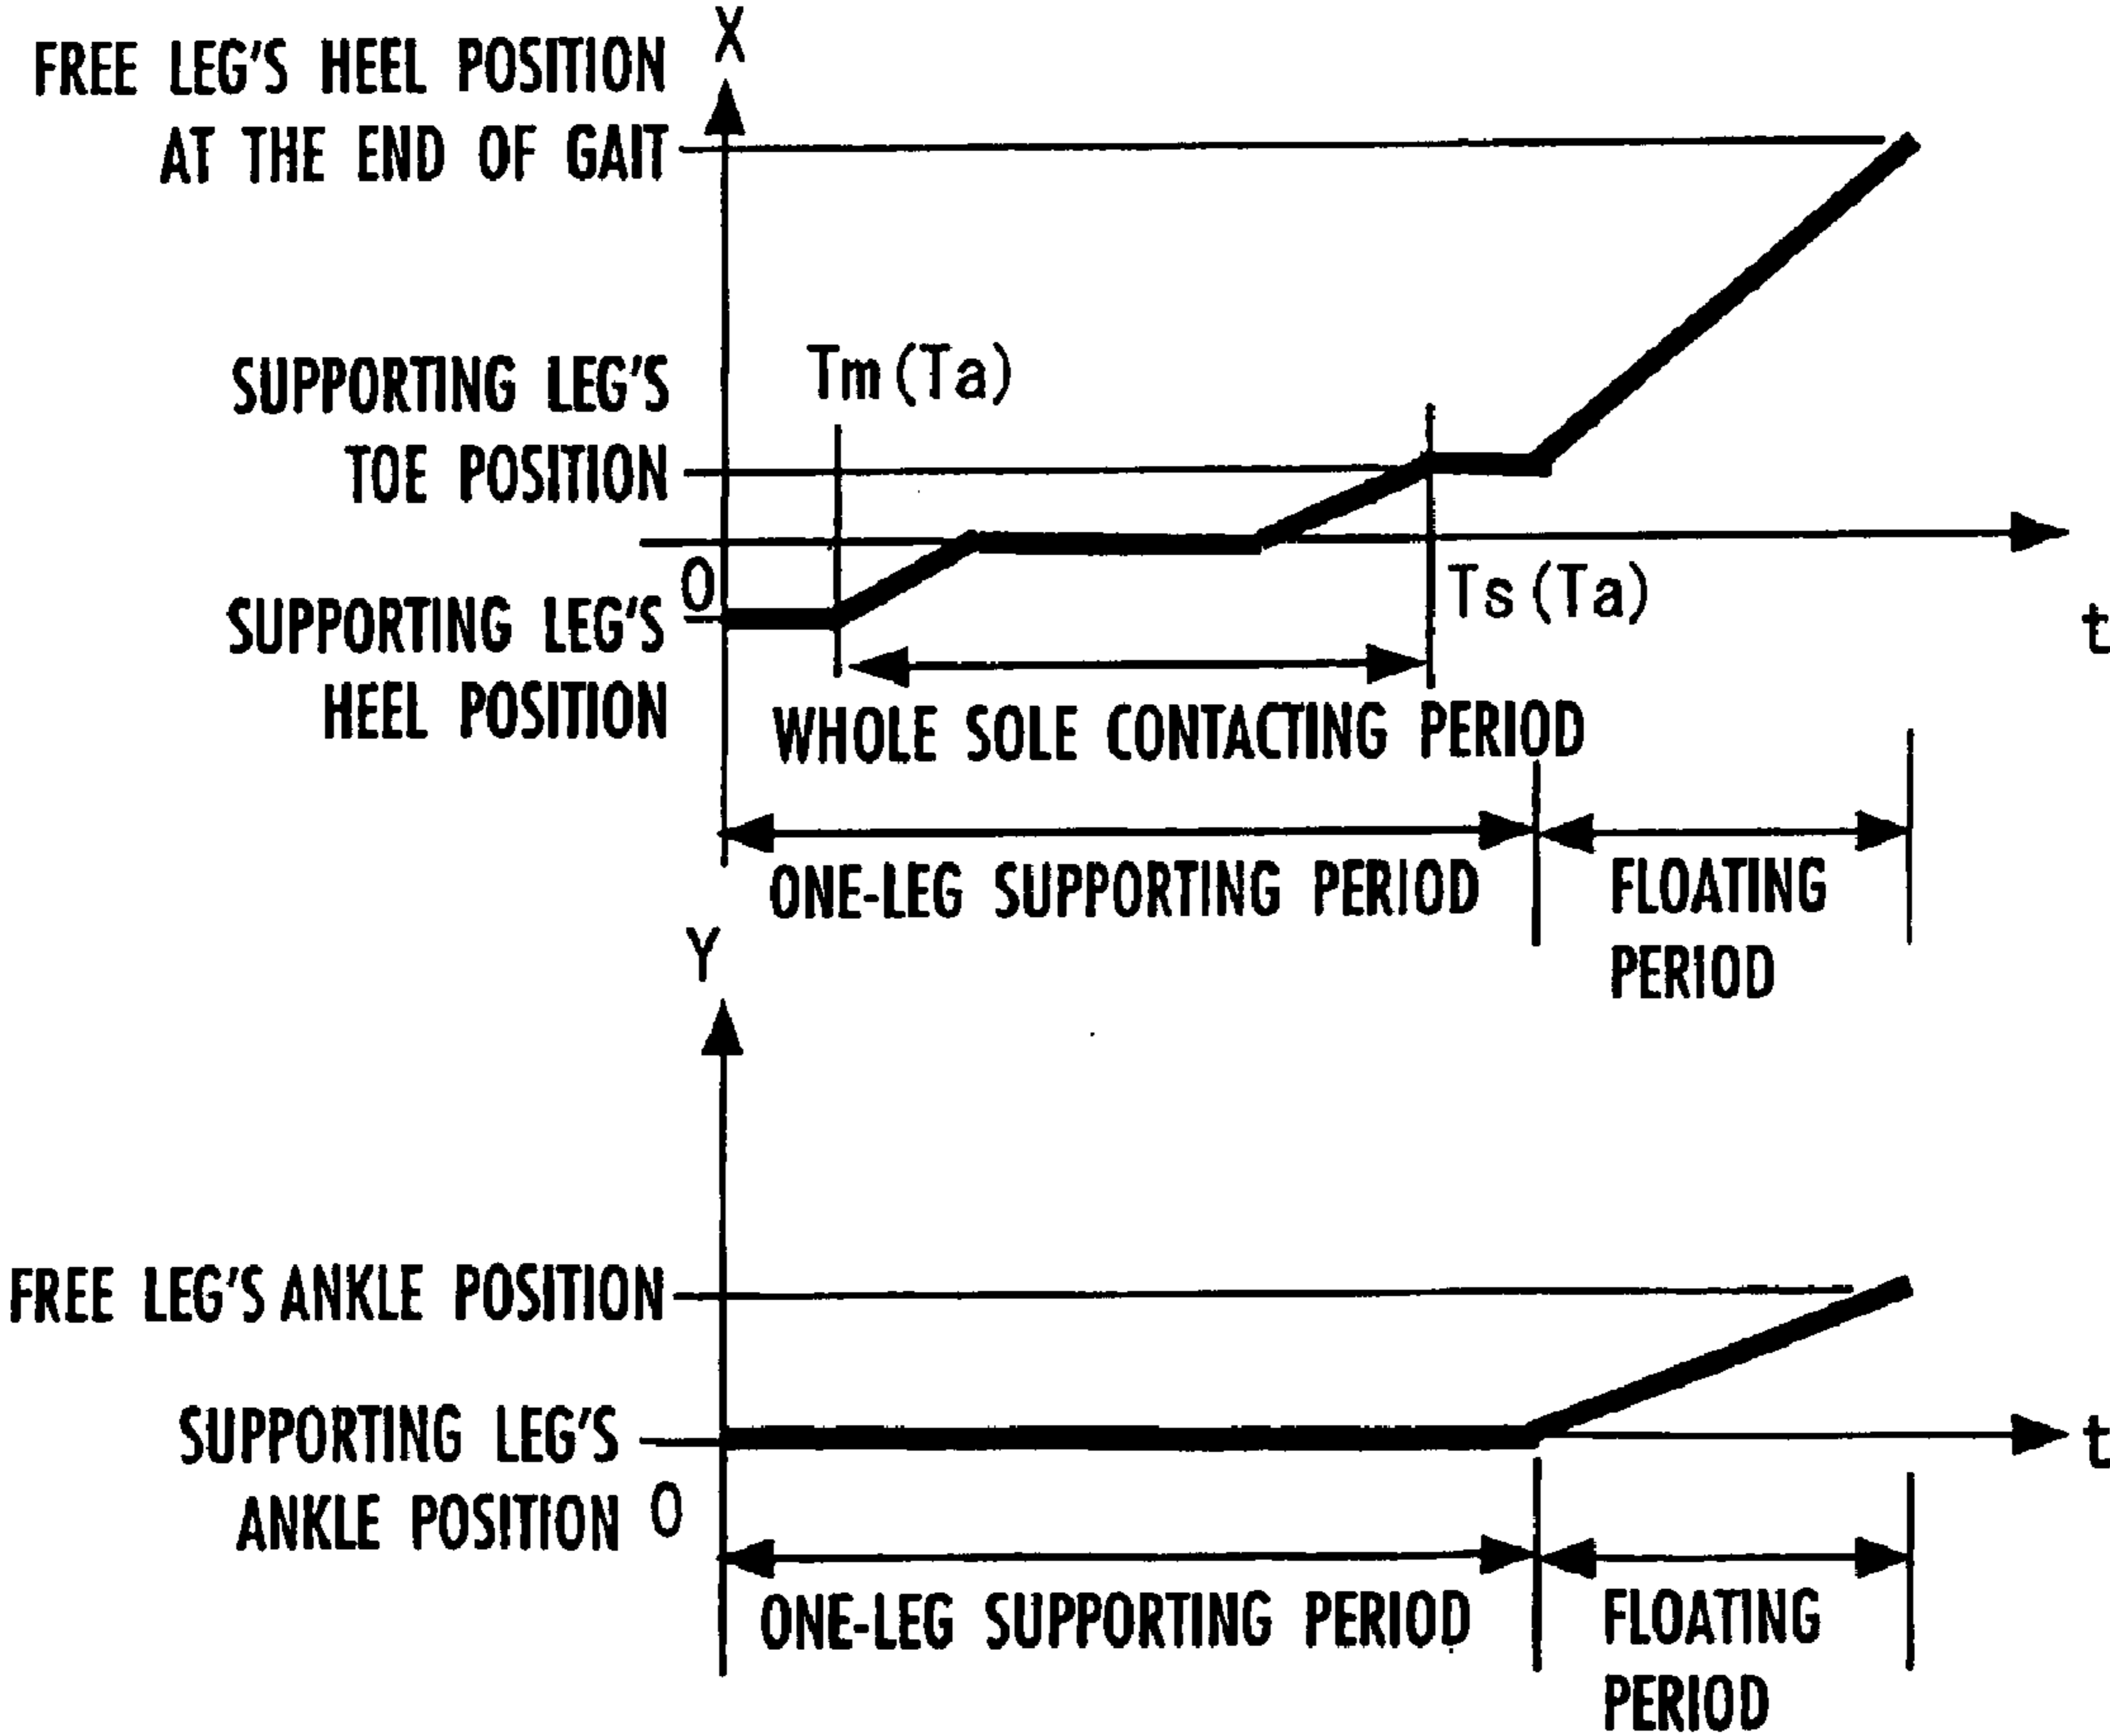 X
FREE LEG'S HEEL POSITION
AT THE END OF GAIT
Tm(Ta)
SUPPORTING LEG'S
TOE POSITION
0
Ts(Ta)
t
SUPPORTING LEG'S
HEEL POSITION
WHOLE SOLE CONTACTING PERIOD
ONE-LEG SUPPORTING PERIOD
FLOATING
PERIOD
Y
FREE LEG'S ANKLE POSITION
SUPPORTING LEG'S
ANKLE POSITION
0
t
ONE-LEG SUPPORTING PERIOD
FLOATING
PERIOD